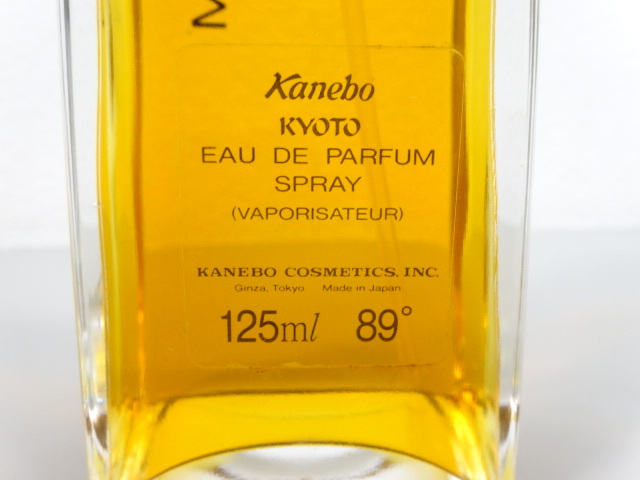 Kanebo
KYOTO
EAU DE PARFUM
SPRAY
(VAPORISATEUR)
KANEBO COSMETICS, INC.
Ginza, Tokyo Made in Japan
125ml 89°